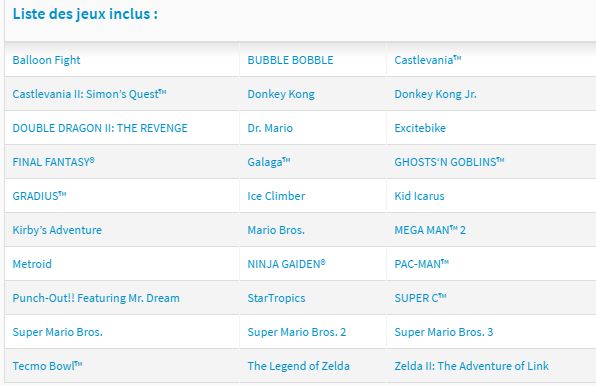 Liste des jeux inclus :
Balloon Fight BUBBLE BOBBLE Castlevania™
Castlevania II: Simon's Quest™ Donkey Kong Donkey Kong Jr.
DOUBLE DRAGON II: THE REVENGE Dr. Mario Excitebike
FINAL FANTASY® Galaga™ GHOSTS‘N GOBLINS™
GRADIUS™ Ice Climber Kid Icarus
Kirby's Adventure Mario Bros. MEGA MAN™ 2
Metroid NINJA GAIDEN® PAC-MAN™
Punch-Out!! Featuring Mr. Dream StarTropics SUPER C™
Super Mario Bros. Super Mario Bros. 2 Super Mario Bros. 3
Tecmo Bowl™ The Legend of Zelda Zelda II: The Adventure of Link